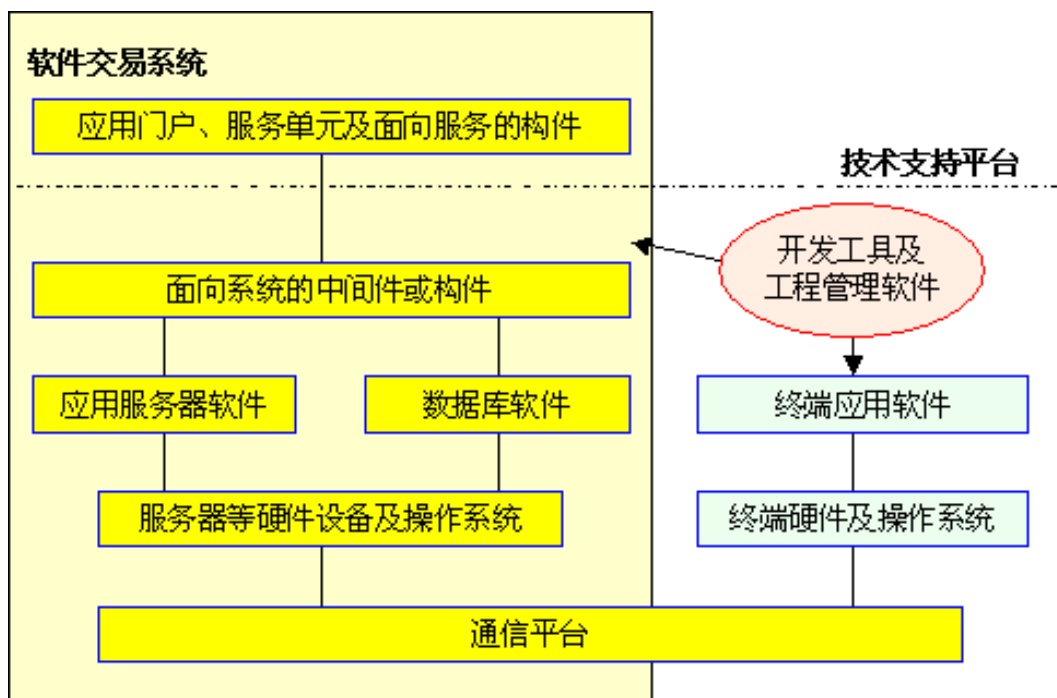 软件交易系统
应用门户、服务单元及面向服务的构件
技术支持平台
开发工具及
工程管理软件
面向系统的中间件或构件
应用服务器软件
数据库软件
终端应用软件
服务器等硬件设备及操作系统
终端硬件及操作系统
通信平台